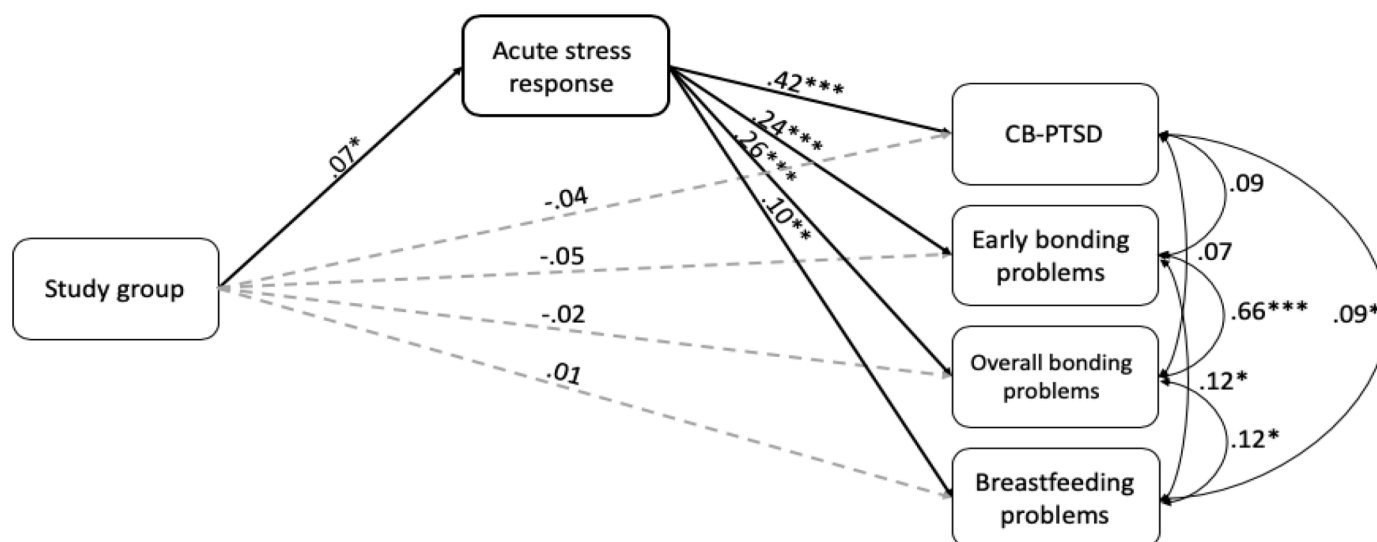 Acute stress
response
.42***
CB-PTSD
.24***
.07*
.26***
.09
-.04
.10**
Early bonding
problems
-.05
.07
Study group
.66***
.09*
-.02
Overall bonding
problems
.01
.12*
.12*
Breastfeeding
problems